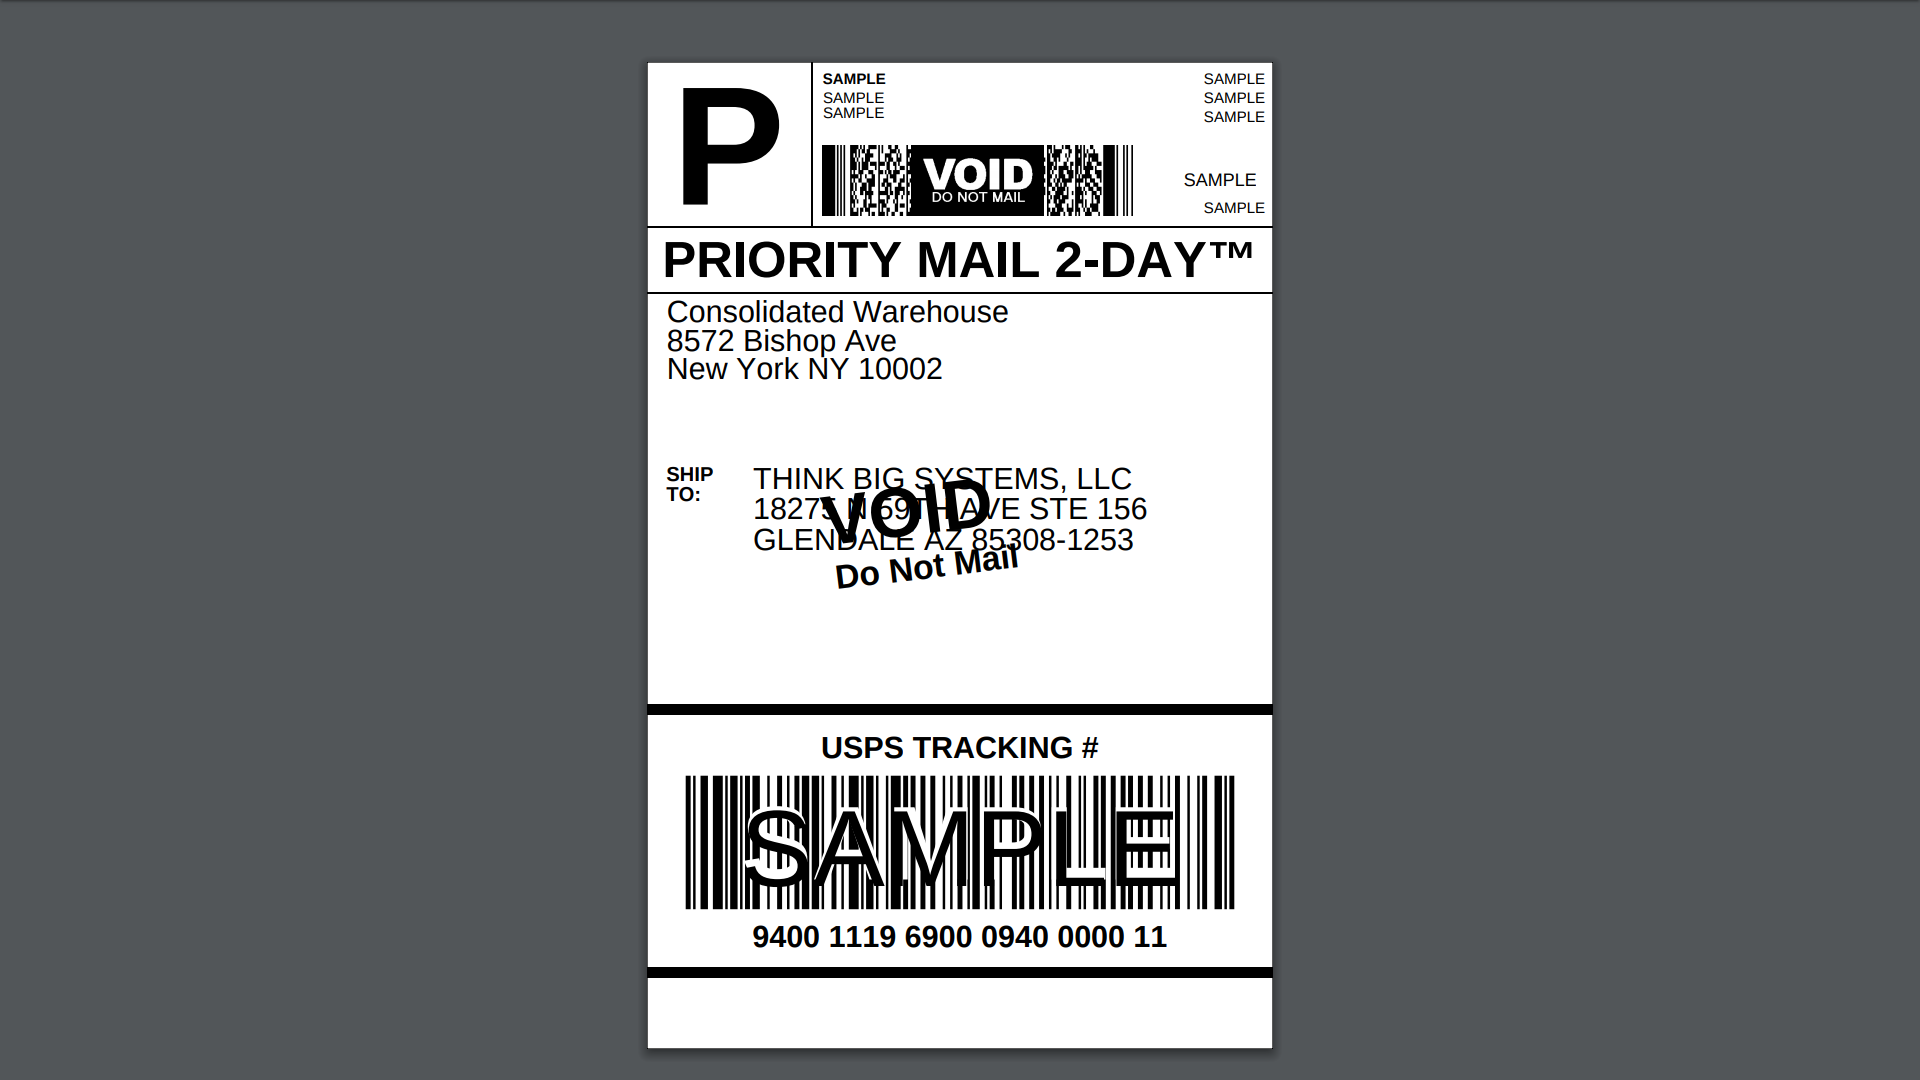 P
SAMPLE
SAMPLE
SAMPLE
SAMPLE
SAMPLE
SAMPLE
VOID
DO NOT MAIL
SAMPLE
SAMPLE
PRIORITY MAIL 2-DAY™
Consolidated Warehouse
8572 Bishop Ave
New York NY 10002
SHIP
TO:
THINK BIG SYSTEMS, LLC
18275 N 59TH AVE STE 156
GLENDALE AZ 85308-1253
VOID
Do Not Mail
USPS TRACKING #
SAMPLE
9400 1119 6900 0940 0000 11